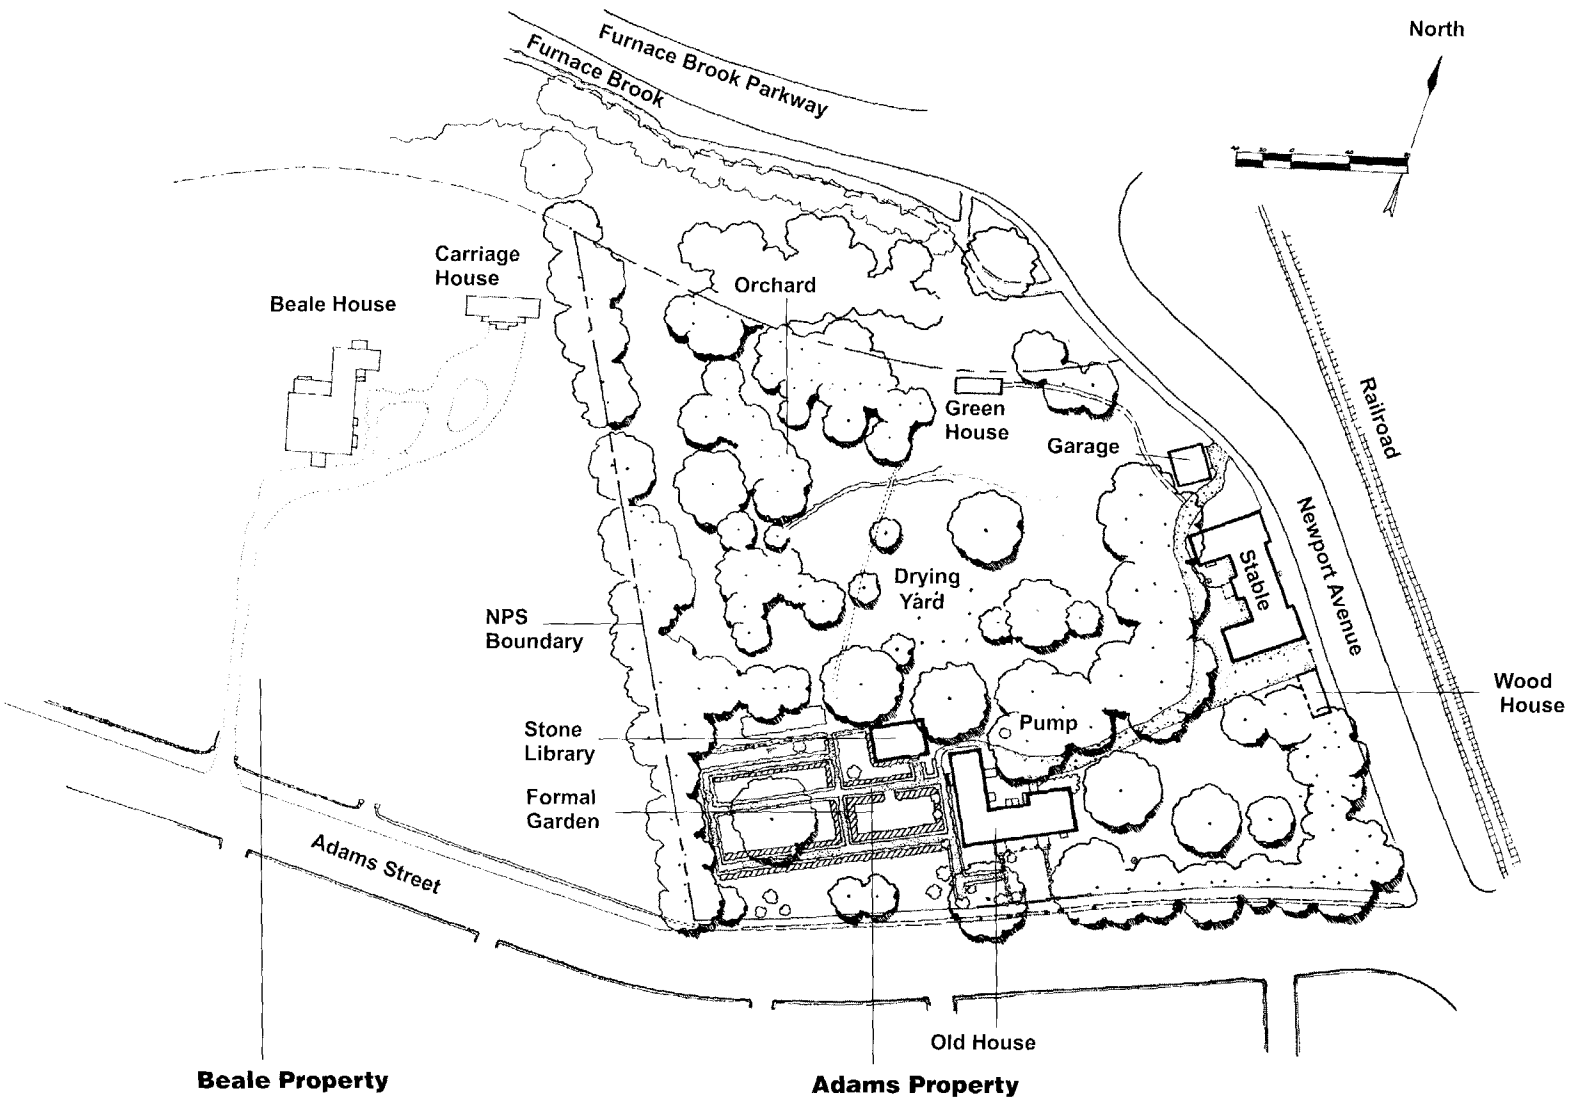 North
Furnace Brook Parkway
Furnace Brook
Carriage
House
Beale House
Orchard
Green
House
Garage
Railroad
Newport Avenue
Stable
Drying
Yard
NPS
Boundary
Wood
House
Stone
Library
Pump
Formal
Garden
Adams Street
Old House
Beale Property
Adams Property